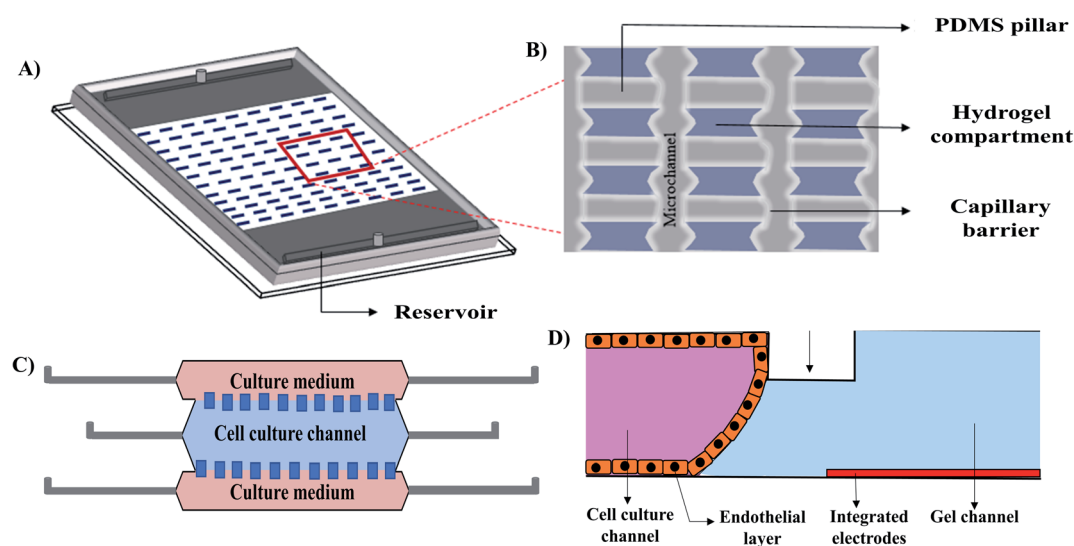 A)
B)
PDMS pillar
Hydrogel
compartment
Microchannel
Capillary
barrier
Reservoir
C)
Culture medium
Cell culture channel
Culture medium
D)
Cell culture
channel
Endothelial
layer
Integrated
electrodes
Gel channel